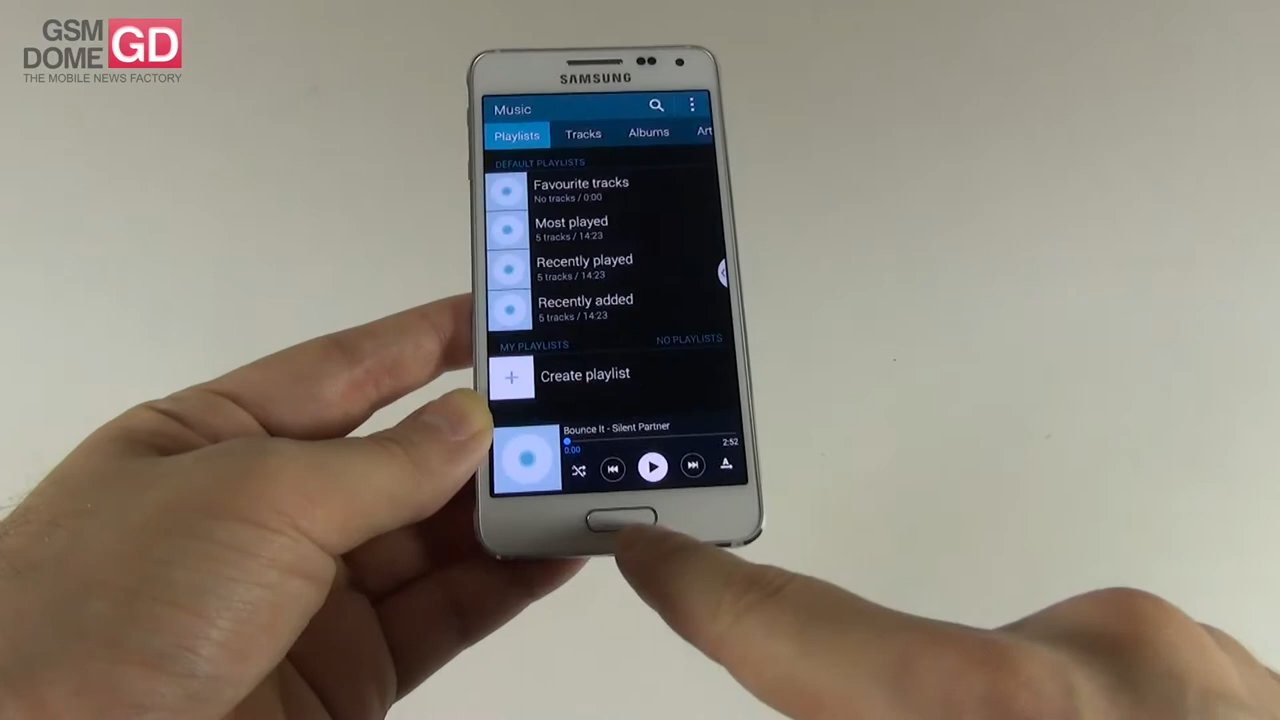 GSM
DOME GD
THE MOBILE NEWS FACTORY
SAMSUNG
Music
Playlists Tracks Albums Art
DEFAULT PLAYLISTS
Favourite tracks
No tracks / 0:00
Most played
5 tracks / 14:23
Recently played
5 tracks / 14:23
Recently added
5 tracks / 14:23
MY PLAYLISTS NO PLAYLISTS
Create playlist
Bounce It - Silent Partner
0:00 2:52
A